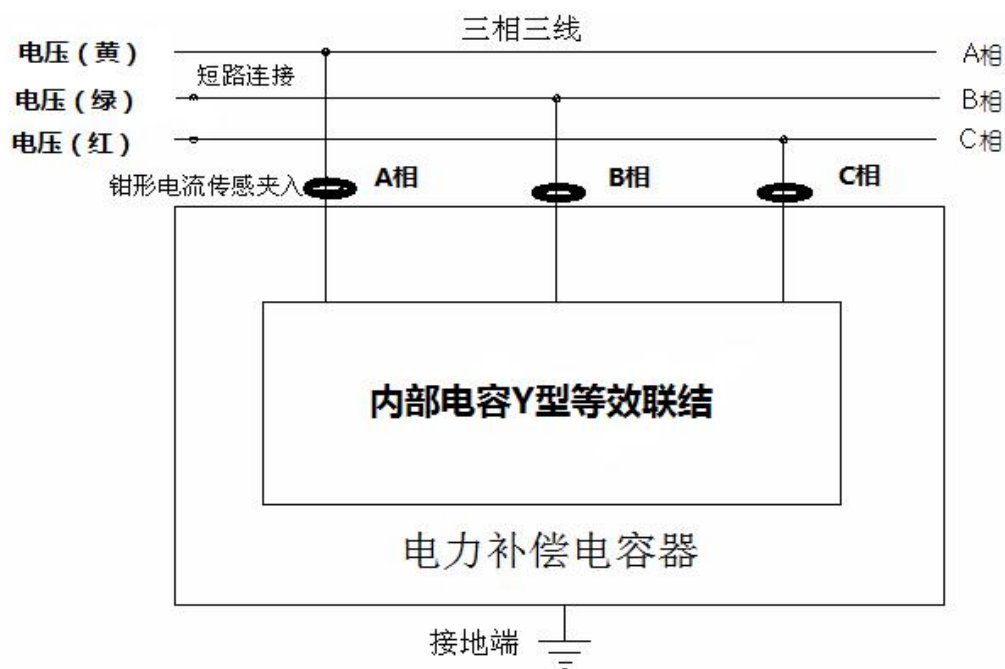 三相三线
电压（黄）
A相
短路连接
电压（绿）
B相
电压（红）
C相
钳形电流传感夹入
A相
B相
C相
内部电容Y型等效联结
电力补偿电容器
接地端